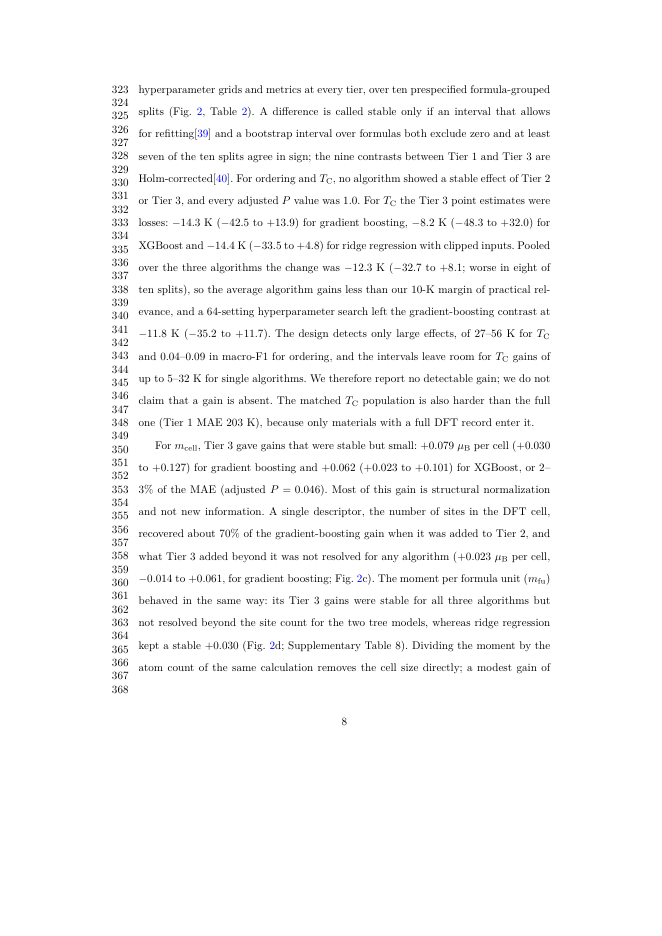 323 hyperparameter grids and metrics at every tier, over ten prespecified formula-grouped
324
325 splits (Fig. 2, Table 2). A difference is called stable only if an interval that allows
326 for refitting[39] and a bootstrap interval over formulas both exclude zero and at least
327
328 seven of the ten splits agree in sign; the nine contrasts between Tier 1 and Tier 3 are
329
330 Holm-corrected[40]. For ordering and T_C, no algorithm showed a stable effect of Tier 2
331 or Tier 3, and every adjusted P value was 1.0. For T_C the Tier 3 point estimates were
332
333 losses: −14.3 K (−42.5 to +13.9) for gradient boosting, −8.2 K (−48.3 to +32.0) for
334
335 XGBoost and −14.4 K (−33.5 to +4.8) for ridge regression with clipped inputs. Pooled
336 over the three algorithms the change was −12.3 K (−32.7 to +8.1; worse in eight of
337
338 ten splits), so the average algorithm gains less than our 10-K margin of practical rel-
339
340 evance, and a 64-setting hyperparameter search left the gradient-boosting contrast at
341 −11.8 K (−35.2 to +11.7). The design detects only large effects, of 27–56 K for T_C
342
343 and 0.04–0.09 in macro-F1 for ordering, and the intervals leave room for T_C gains of
344
345 up to 5–32 K for single algorithms. We therefore report no detectable gain; we do not
346 claim that a gain is absent. The matched T_C population is also harder than the full
347
348 one (Tier 1 MAE 203 K), because only materials with a full DFT record enter it.
349
350 For m_cell, Tier 3 gave gains that were stable but small: +0.079 μ_B per cell (+0.030
351 to +0.127) for gradient boosting and +0.062 (+0.023 to +0.101) for XGBoost, or 2–
352
353 3% of the MAE (adjusted P = 0.046). Most of this gain is structural normalization
354
355 and not new information. A single descriptor, the number of sites in the DFT cell,
356 recovered about 70% of the gradient-boosting gain when it was added to Tier 2, and
357
358 what Tier 3 added beyond it was not resolved for any algorithm (+0.023 μ_B per cell,
359
360 −0.014 to +0.061, for gradient boosting; Fig. 2c). The moment per formula unit (m_fu)
361 behaved in the same way: its Tier 3 gains were stable for all three algorithms but
362
363 not resolved beyond the site count for the two tree models, whereas ridge regression
364
365 kept a stable +0.030 (Fig. 2d; Supplementary Table 8). Dividing the moment by the
366 atom count of the same calculation removes the cell size directly; a modest gain of
367
368
8